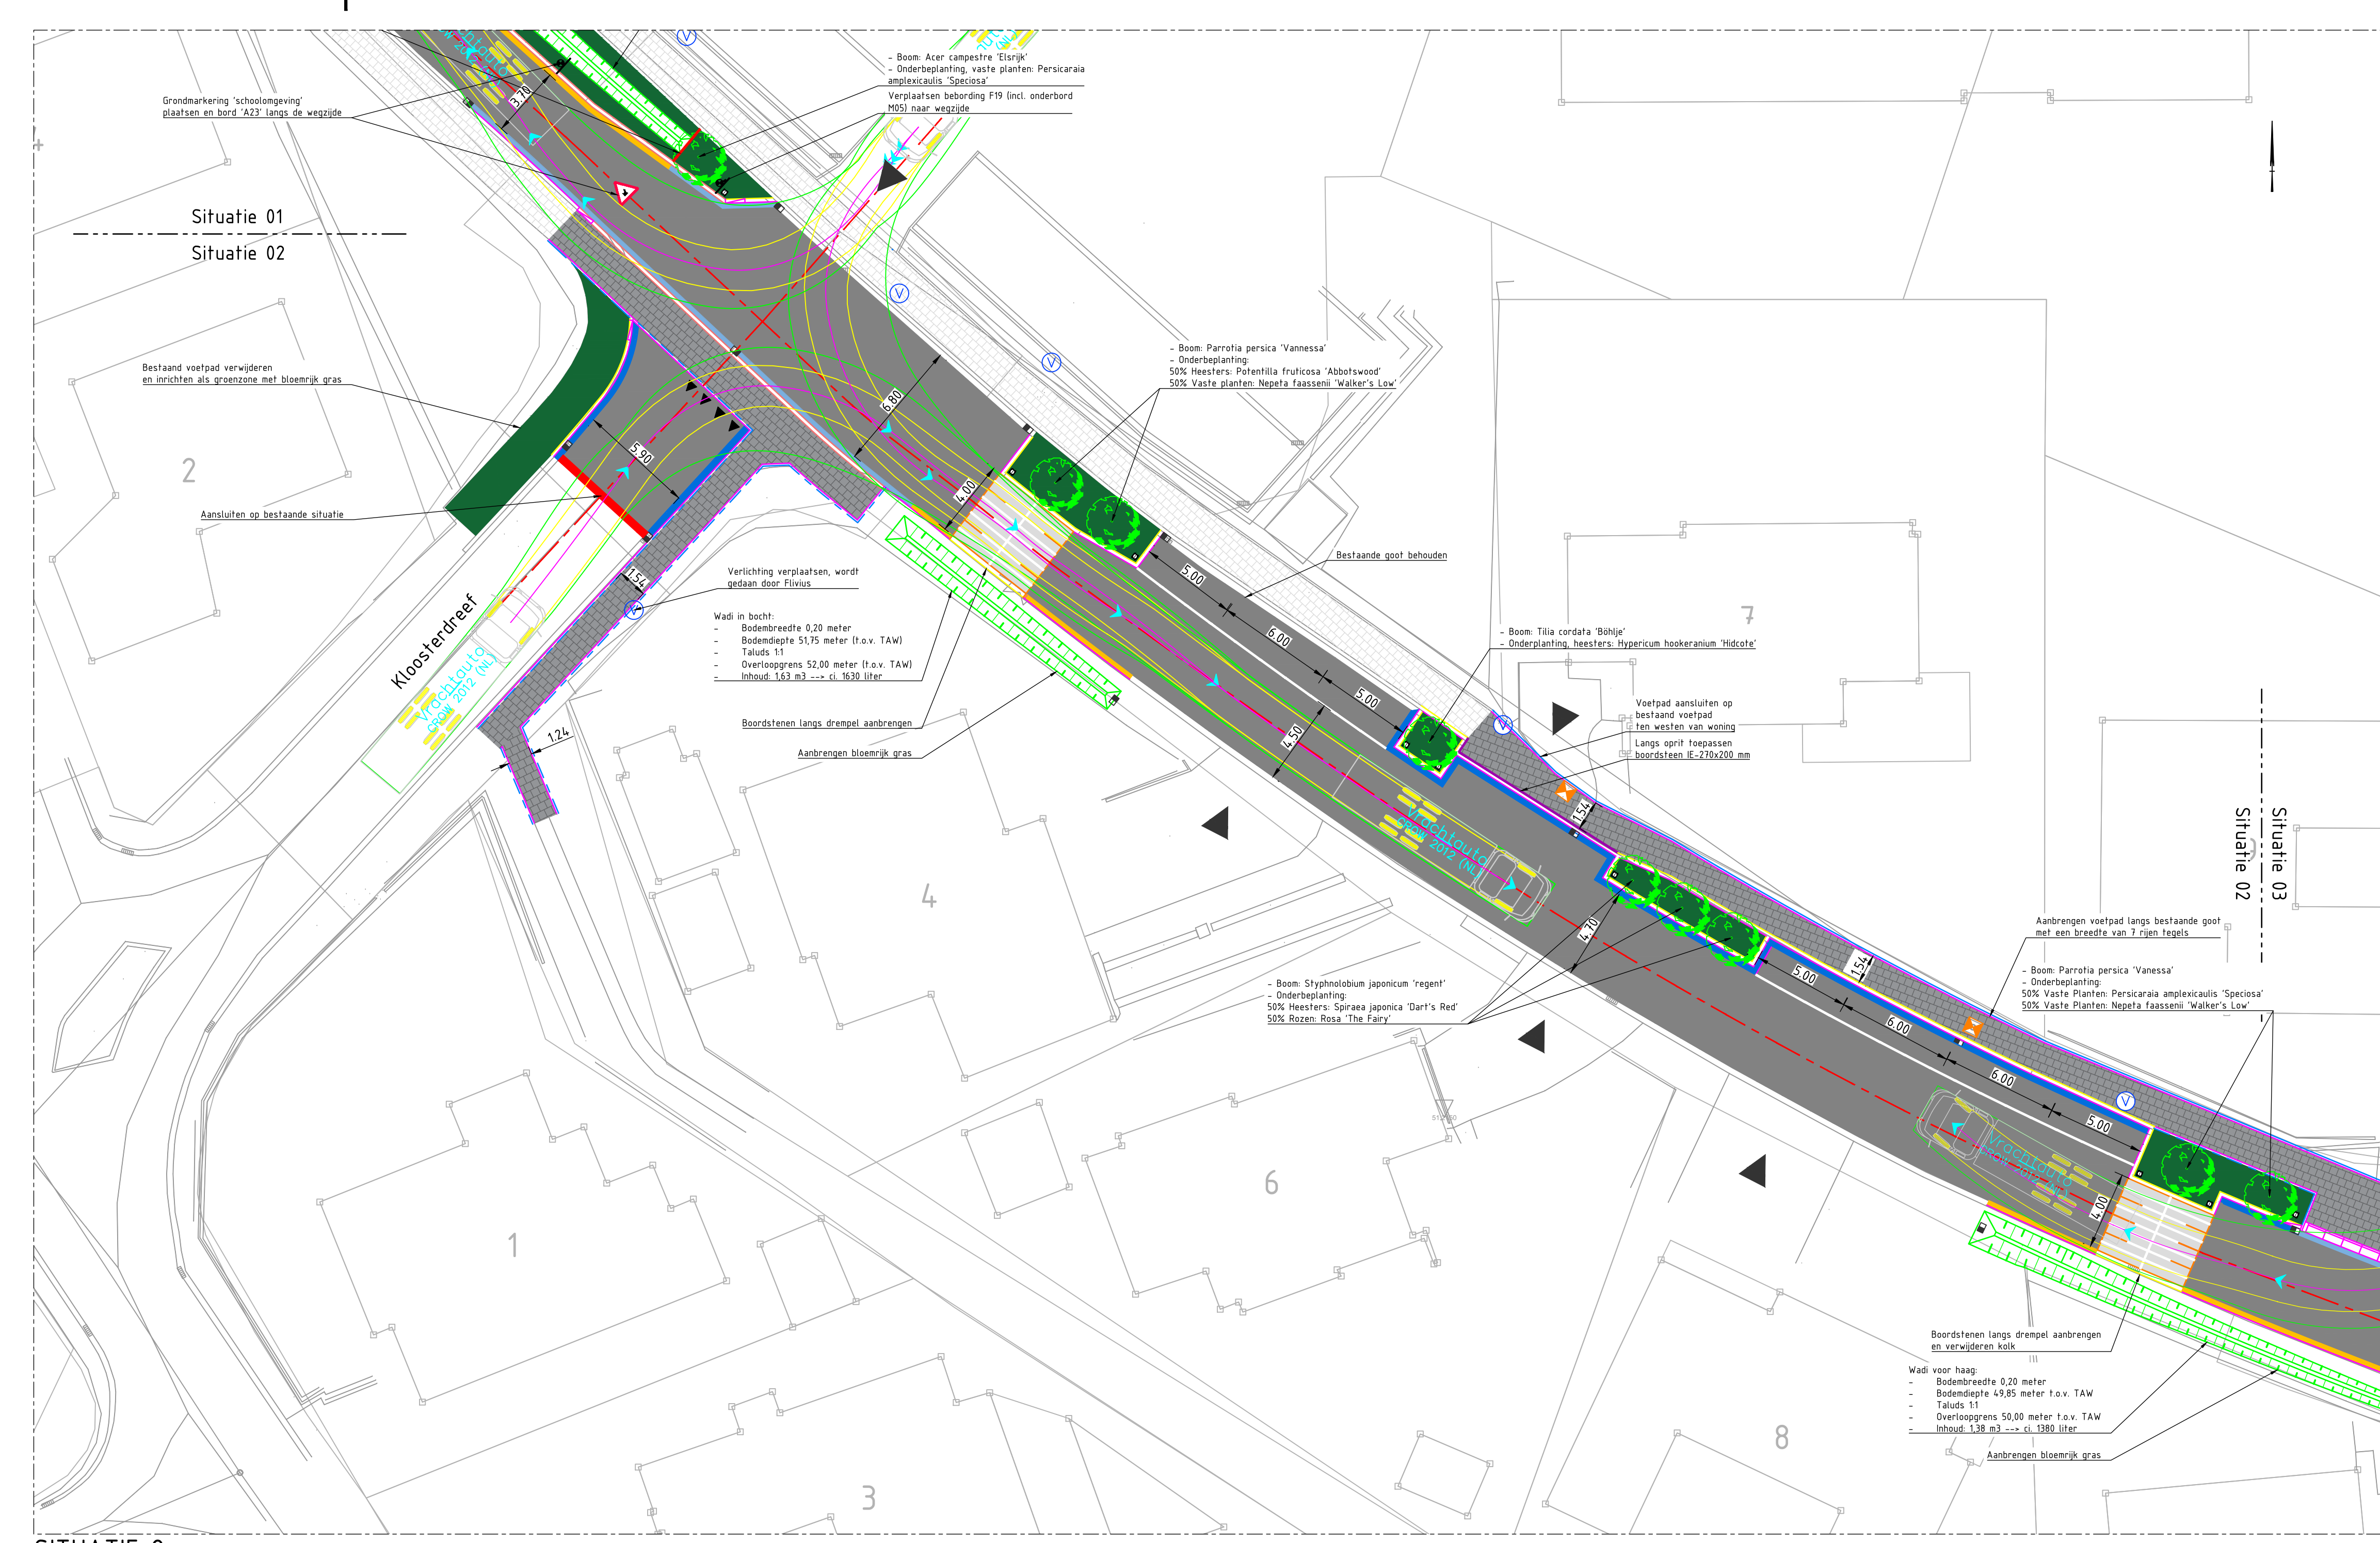 - Boom: Acer campestre 'Elsrijk'
- Onderbeplanting, vaste planten: Persicaraia
amplexicaulis 'Speciosa'
Verplaatsen bebording F19 (incl. onderbord
M05) naar wegzijde
Grondmarkering 'schoolomgeving'
plaatsen en bord 'A23' langs de wegzijde
3.70
V
Situatie 01
Situatie 02
V
V
- Boom: Parrotia persica 'Vannessa'
- Onderbeplanting:
50% Heesters: Potentilla fruticosa 'Abbotswood'
50% Vaste planten: Nepeta faassenii 'Walker's Low'
Bestaand voetpad verwijderen
en inrichten als groenzone met bloemrijk gras
6.80
5.90
4.00
2
Aansluiten op bestaande situatie
Bestaande goot behouden
Verlichting verplaatsen, wordt
gedaan door Flivius
1.54
V
5.00
6.00
5.00
4.50
Kloosterdreef
Vrachtauto
CROW 2012 (NL)
Wadi in bocht:
- Bodembreedte 0,20 meter
- Bodemdiepte 51,75 meter (t.o.v. TAW)
- Taluds 1:1
- Overloopgrens 52,00 meter (t.o.v. TAW)
- Inhoud: 1,63 m3 --> ci. 1630 liter
Boordstenen langs drempel aanbrengen
Aanbrengen bloemrijk gras
1.24
7
- Boom: Tilia cordata 'Böhlje'
- Onderplanting, heesters: Hypericum hookeranium 'Hidcote'
Voetpad aansluiten op
bestaand voetpad
ten westen van woning
Langs oprit toepassen
boordsteen IE-270x200 mm
V
1.54
Vrachtauto
CROW 2012 (NL)
4
4.70
Situatie 02
Situatie 03
Aanbrengen voetpad langs bestaande goot
met een breedte van 7 rijen tegels
- Boom: Parrotia persica 'Vanessa'
- Onderbeplanting:
50% Vaste Planten: Persicaraia amplexicaulis 'Speciosa'
50% Vaste Planten: Nepeta faassenii 'Walker's Low'
- Boom: Styphnolobium japonicum 'regent'
- Onderbeplanting:
50% Heesters: Spiraea japonica 'Dart's Red'
50% Rozen: Rosa 'The Fairy'
5.00
1.54
6.00
6.00
5.00
V
Vrachtauto
CROW 2012 (NL)
4.00
6
1
3
8
Boordstenen langs drempel aanbrengen
en verwijderen kolk
Wadi voor haag:
- Bodembreedte 0,20 meter
- Bodemdiepte 49,85 meter t.o.v. TAW
- Taluds 1:1
- Overloopgrens 50,00 meter t.o.v. TAW
- Inhoud: 1,38 m3 --> ci. 1380 liter
Aanbrengen bloemrijk gras